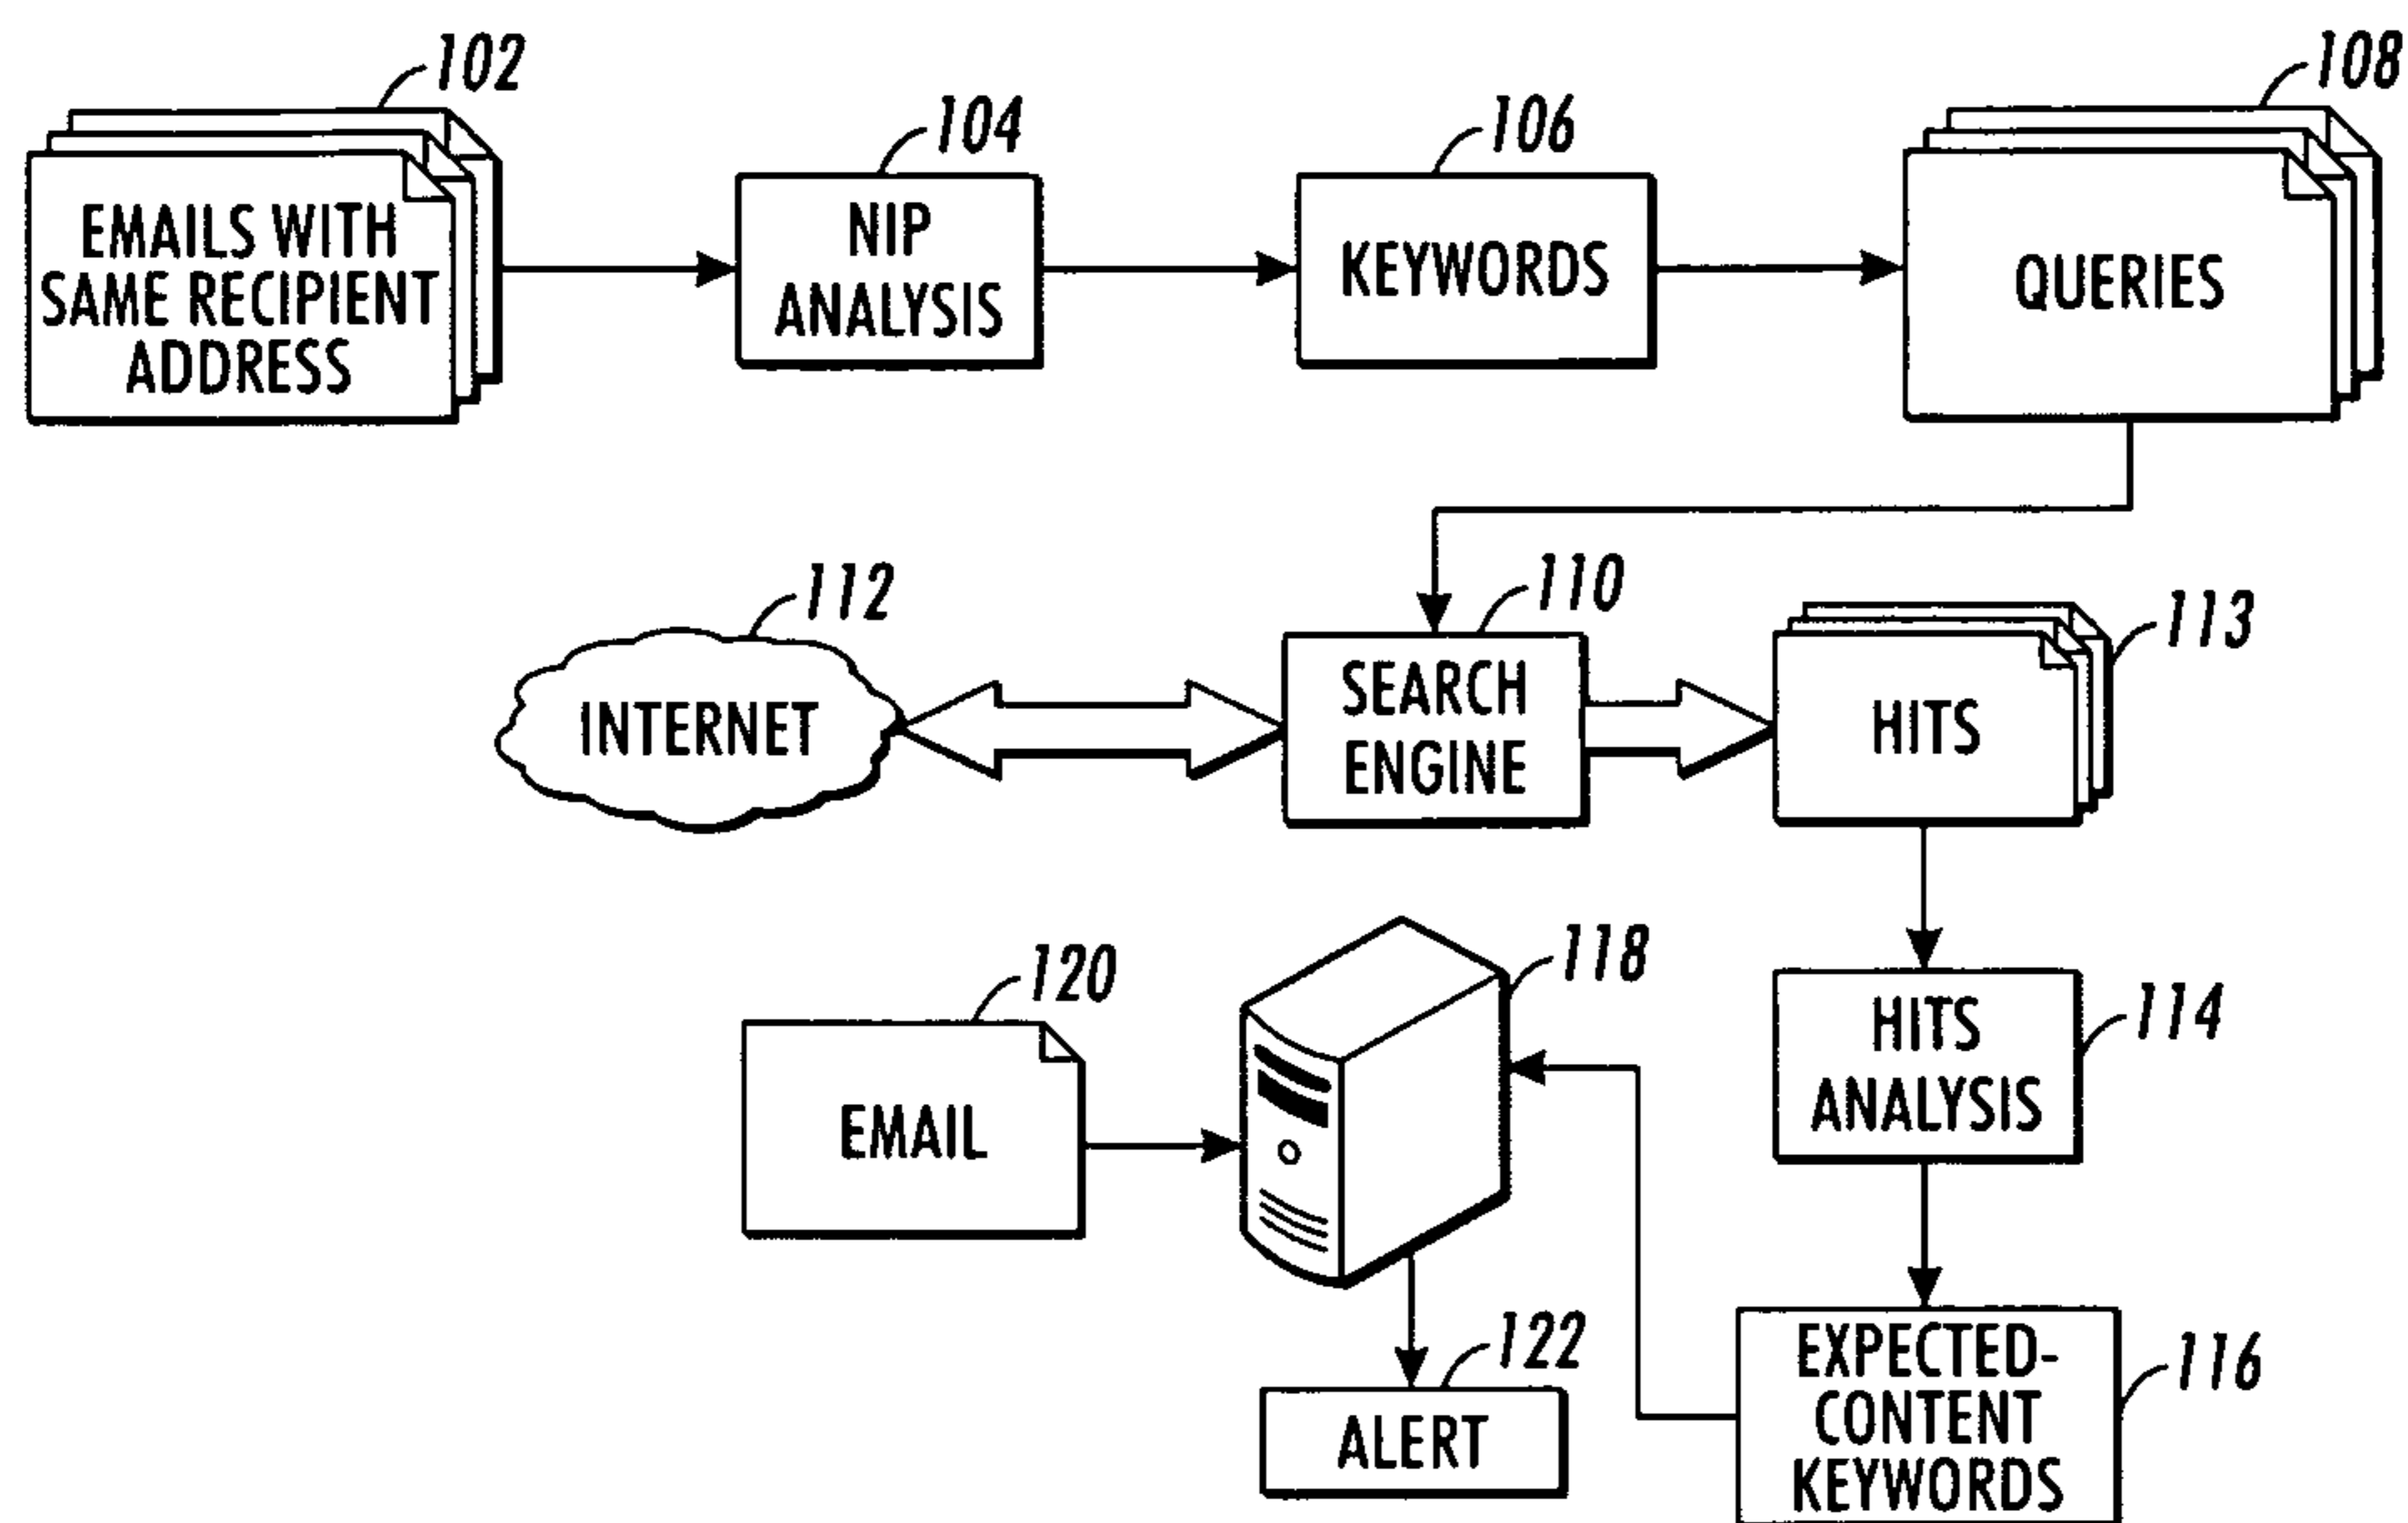 102
104
106
108
EMAILS WITH
SAME RECIPIENT
ADDRESS
NIP
ANALYSIS
KEYWORDS
QUERIES
112
110
113
INTERNET
SEARCH
ENGINE
HITS
120
118
114
EMAIL
HITS
ANALYSIS
122
116
ALERT
EXPECTED-
CONTENT
KEYWORDS